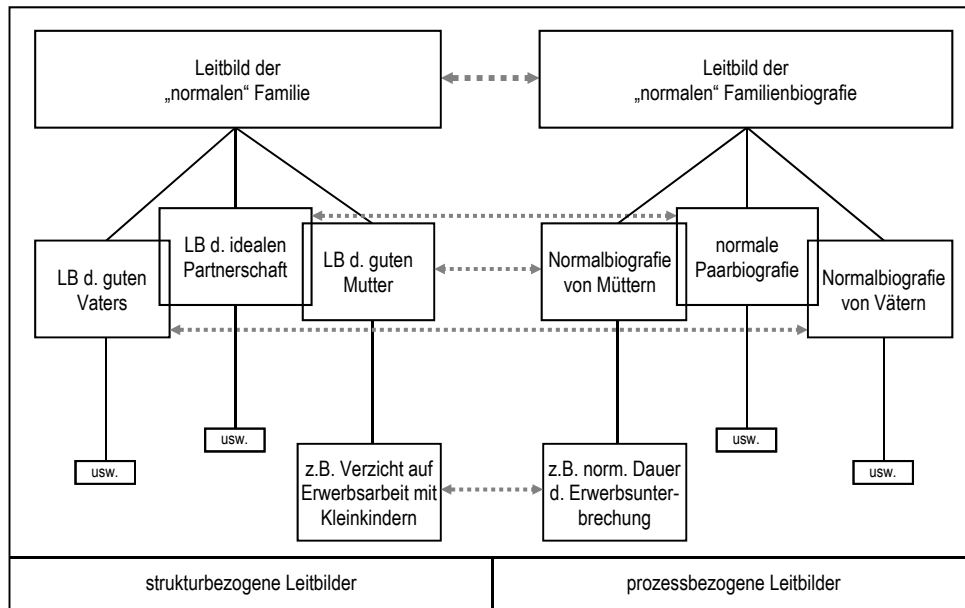 Leitbild der
„normalen“ Familie
Leitbild der
„normalen“ Familienbiografie
LB d. guten
Vaters
LB d. idealen
Partnerschaft
LB d. guten
Mutter
Normalbiografie
von Müttern
normale
Paarbiografie
Normalbiografie
von Vätern
usw.
usw.
z.B. Verzicht auf
Erwerbsarbeit mit
Kleinkindern
z.B. norm. Dauer
d. Erwerbsunter-
brechung
usw.
usw.
strukturbezogene Leitbilder
prozessbezogene Leitbilder